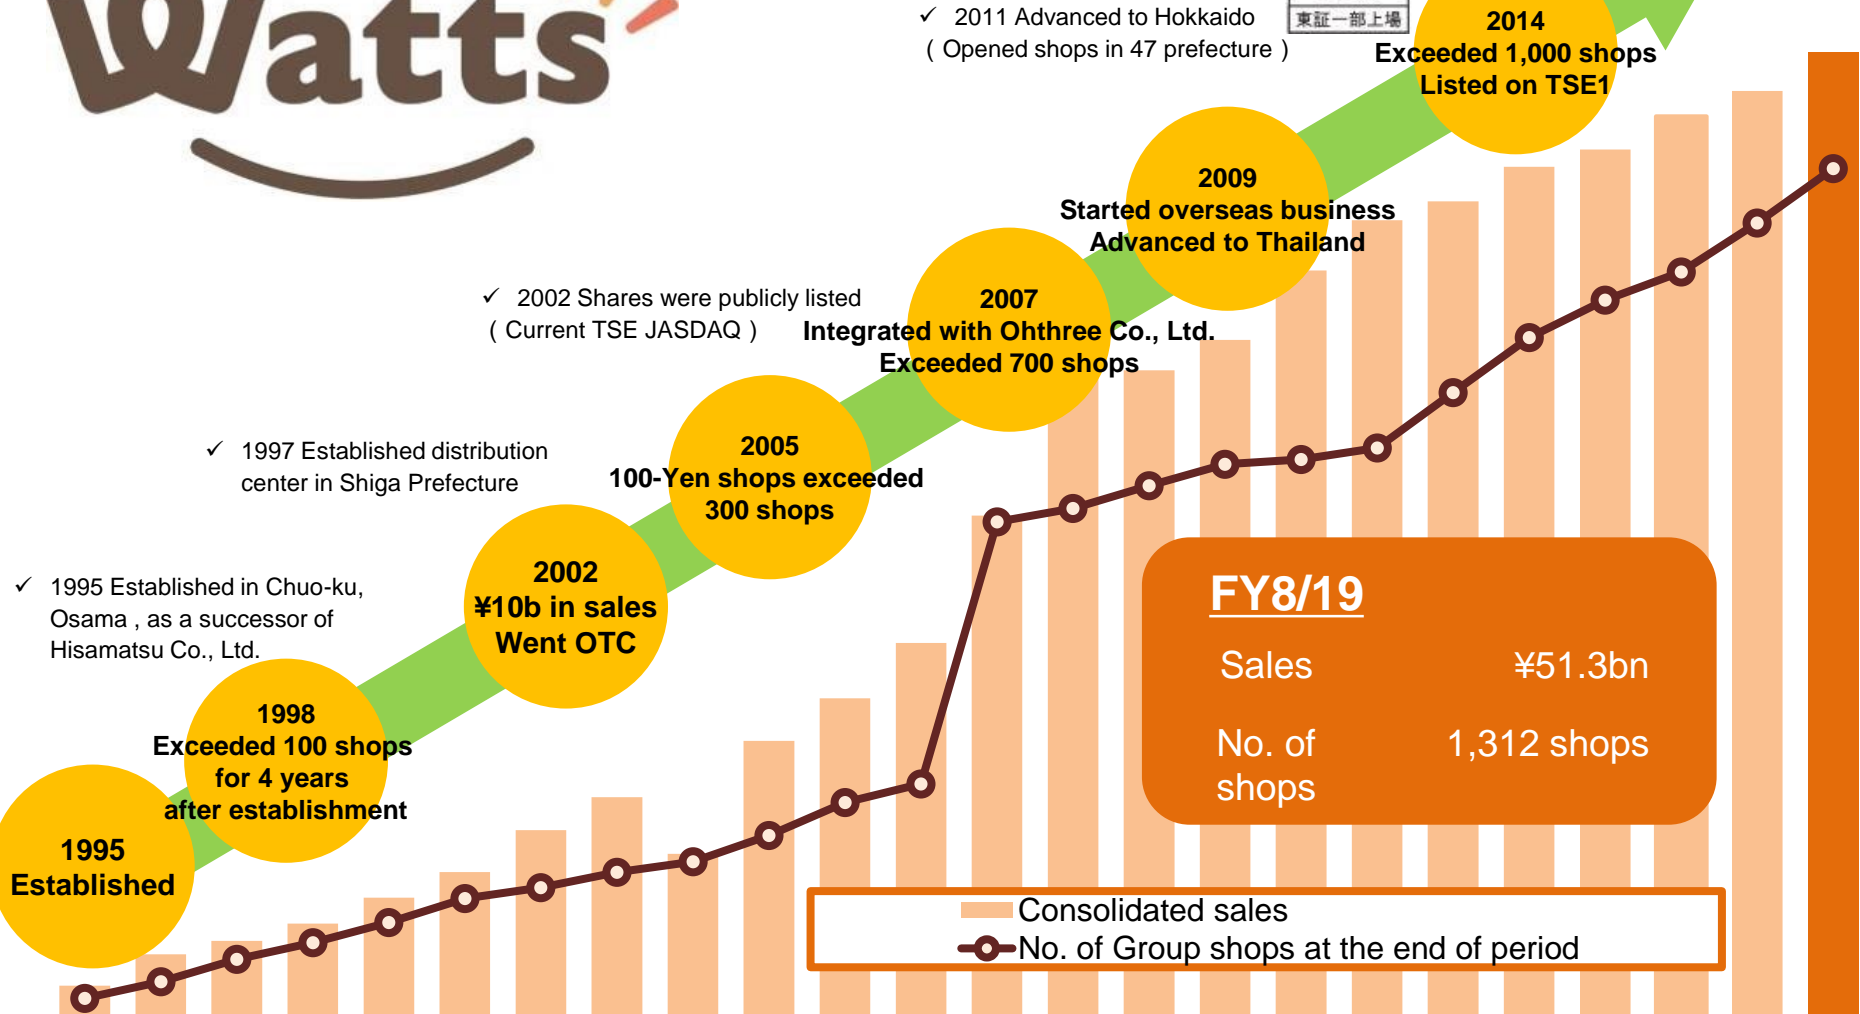 Watts
✓ 2011 Advanced to Hokkaido
( Opened shops in 47 prefecture )
東証一部上場
2014
Exceeded 1,000 shops
Listed on TSE1
2009
Started overseas business
Advanced to Thailand
✓ 2002 Shares were publicly listed
( Current TSE JASDAQ )
2007
Integrated with Ohthree Co., Ltd.
Exceeded 700 shops
✓ 1997 Established distribution
center in Shiga Prefecture
2005
100-Yen shops exceeded
300 shops
✓ 1995 Established in Chuo-ku,
Osama , as a successor of
Hisamatsu Co., Ltd.
2002
¥10b in sales
Went OTC
1998
Exceeded 100 shops
for 4 years
after establishment
1995
Established
FY8/19
Sales ¥51.3bn
No. of 1,312 shops
shops
Consolidated sales
No. of Group shops at the end of period